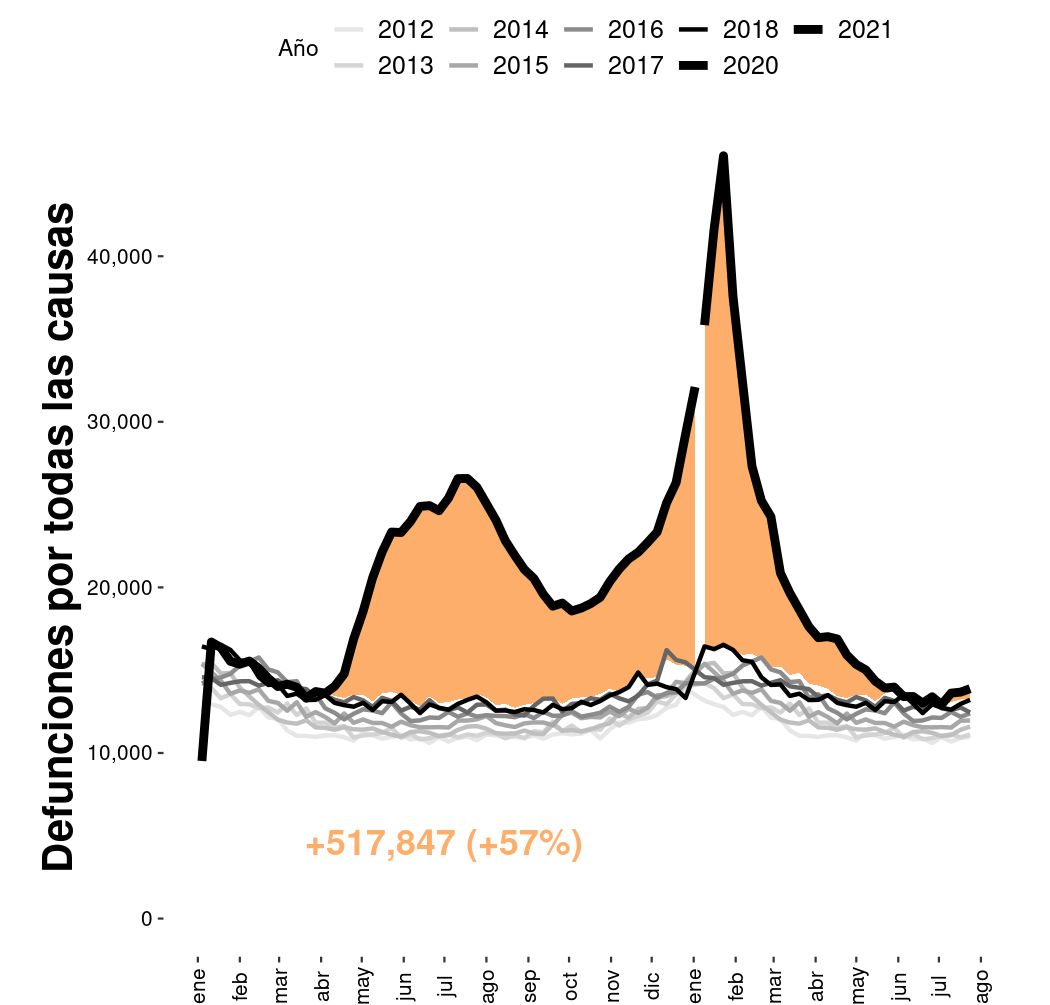 Año
2012 2014 2016 2018 2021
2013 2015 2017 2020
Defunciones por todas las causas
40,000
30,000
20,000
10,000
0
+517,847 (+57%)
ene feb mar abr may jun jul ago sep oct nov dic ene feb mar abr may jun jul ago